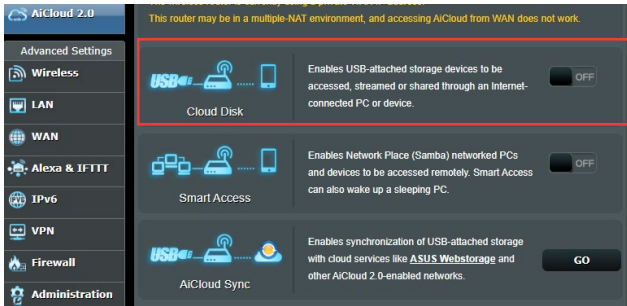 AiCloud 2.0
This router may be in a multiple-NAT environment, and accessing AiCloud from WAN does not work.
Advanced Settings
Wireless
LAN
WAN
Alexa & IFTTT
IPv6
VPN
Firewall
Administration
USB
Cloud Disk
Enables USB-attached storage devices to be
accessed, streamed or shared through an Internet-
connected PC or device.
OFF
Smart Access
Enables Network Place (Samba) networked PCs
and devices to be accessed remotely. Smart Access
can also wake up a sleeping PC.
OFF
USB
AiCloud Sync
Enables synchronization of USB-attached storage
with cloud services like ASUS Webstorage and
other AiCloud 2.0-enabled networks.
GO